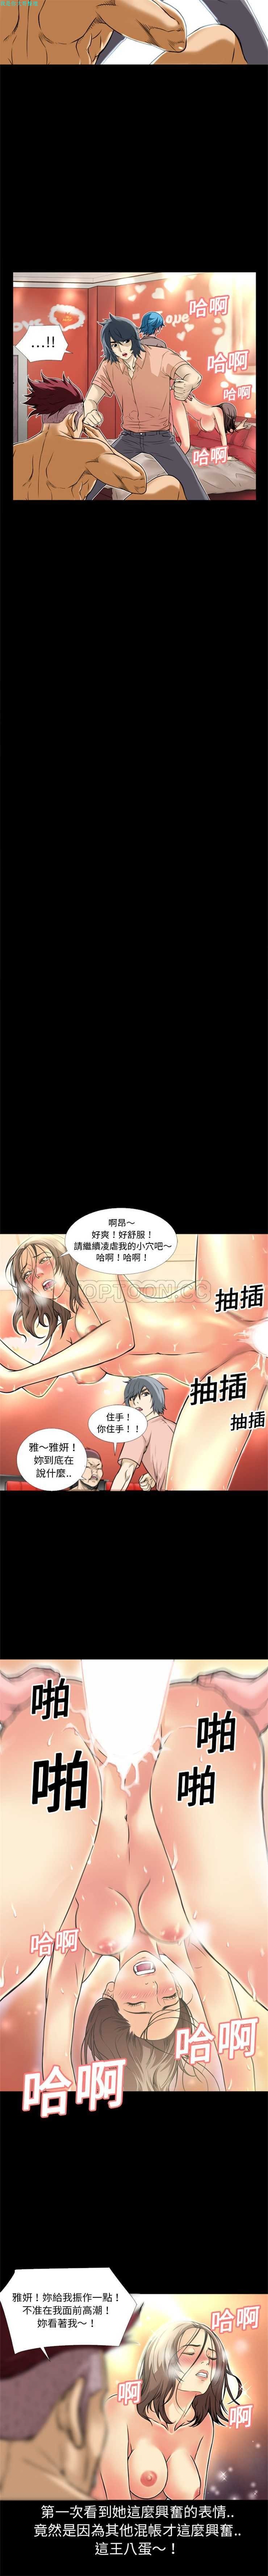 ...!!
LOVE
哈啊
哈啊
哈啊
哈啊
啊昂～
好爽！好舒服！
請繼續凌虐我的小穴吧～
哈啊！哈啊！
TOPTOON.CC
抽插
抽插
抽插
住手！
你住手！！
雅～雅妍！
妳到底在
說什麼..
啪
啪
啪
啪
哈啊
哈啊
哈啊
雅妍！妳給我振作一點！
不准在我面前高潮！
妳看著我～！
哈啊
啊
哈啊
第一次看到她這麼興奮的表情..
竟然是因為其他混帳才這麼興奮..
這王八蛋～！